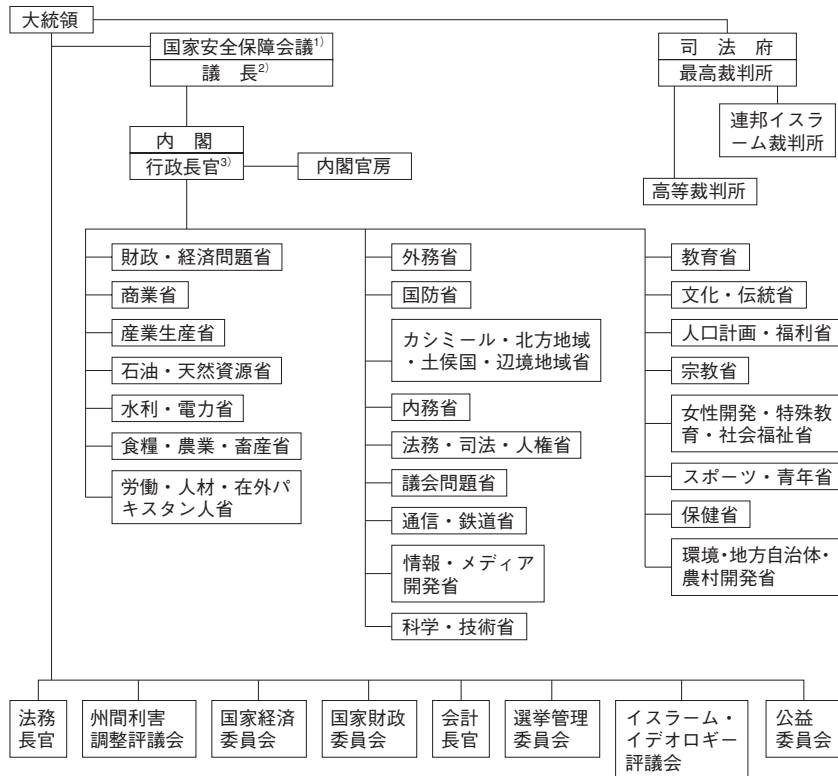 大統領
国家安全保障会議1)
議　長2)
司　法　府
最高裁判所
連邦イスラ
ーム裁判所
高等裁判所
内　閣
行政長官3)
内閣官房
財政・経済問題省
商業省
産業生産省
石油・天然資源省
水利・電力省
食糧・農業・畜産省
労働・人材・在外パ
キスタン人省
外務省
国防省
カシミール・北方地域
・土侯国・辺境地域省
内務省
法務・司法・人権省
議会問題省
通信・鉄道省
情報・メディア
開発省
科学・技術省
教育省
文化・伝統省
人口計画・福利省
宗教省
女性開発・特殊教
育・社会福祉省
スポーツ・青年省
保健省
環境・地方自治体・
農村開発省
法務
長官
州間利害
調整評議会
国家経済
委員会
国家財政
委員会
会計
長官
選挙管理
委員会
イスラーム・
イデオロギー
評議会
公益
委員会